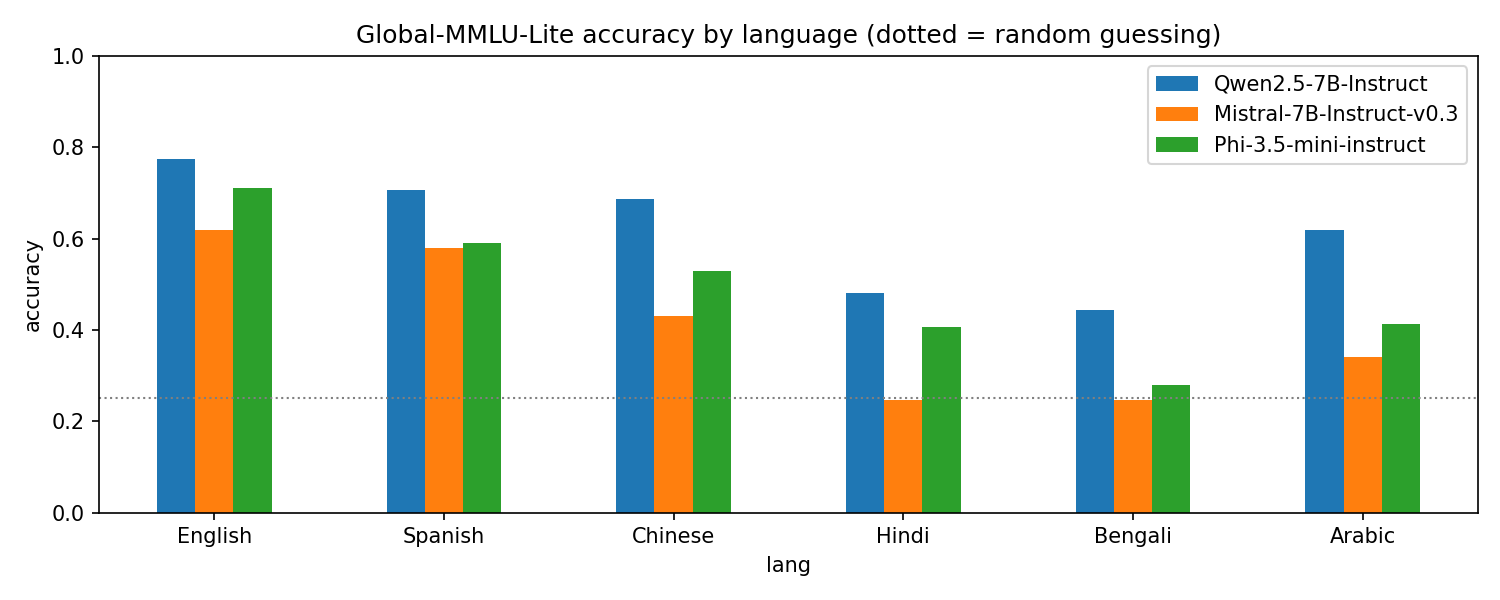 Global-MMLU-Lite accuracy by language (dotted = random guessing)
Qwen2.5-7B-Instruct
Mistral-7B-Instruct-v0.3
Phi-3.5-mini-instruct
accuracy
1.0
0.8
0.6
0.4
0.2
0.0
English Spanish Chinese Hindi Bengali Arabic
lang